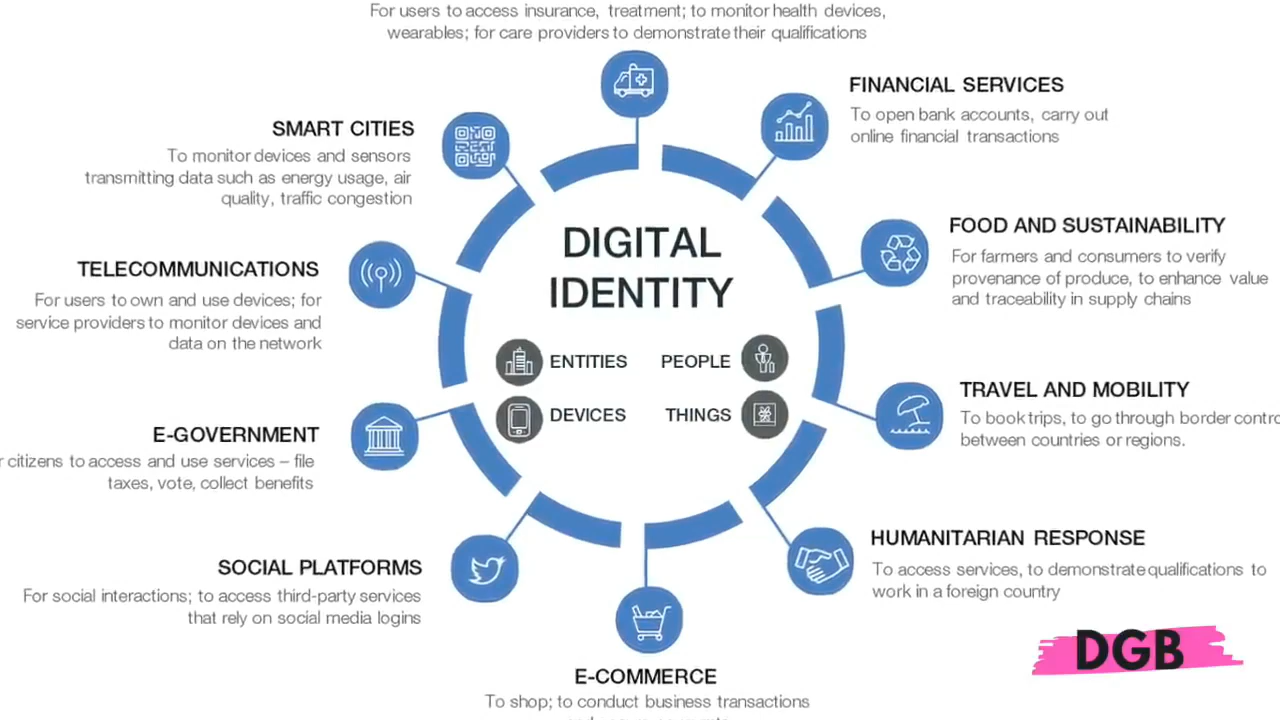 For users to access insurance, treatment; to monitor health devices,
wearables; for care providers to demonstrate their qualifications
FINANCIAL SERVICES
To open bank accounts, carry out
online financial transactions
FOOD AND SUSTAINABILITY
For farmers and consumers to verify
provenance of produce, to enhance value
and traceability in supply chains
TRAVEL AND MOBILITY
To book trips, to go through border contro
between countries or regions.
HUMANITARIAN RESPONSE
To access services, to demonstrate qualifications to
work in a foreign country
E-COMMERCE
To shop; to conduct business transactions
SOCIAL PLATFORMS
For social interactions; to access third-party services
that rely on social media logins
E-GOVERNMENT
r citizens to access and use services – file
taxes, vote, collect benefits
TELECOMMUNICATIONS
For users to own and use devices; for
service providers to monitor devices and
data on the network
SMART CITIES
To monitor devices and sensors
transmitting data such as energy usage, air
quality, traffic congestion
DIGITAL
IDENTITY
ENTITIES
PEOPLE
DEVICES
THINGS
DGB